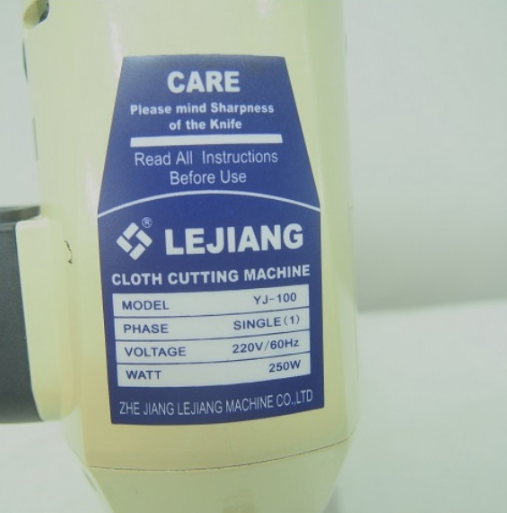 CARE
Please mind Sharpness
of the Knife
Read All Instructions
Before Use
® LEJIANG
CLOTH CUTTING MACHINE
MODEL YJ-100
PHASE SINGLE(1)
VOLTAGE 220V/60Hz
WATT 250W
ZHE JIANG LEJIANG MACHINE CO.,LTD